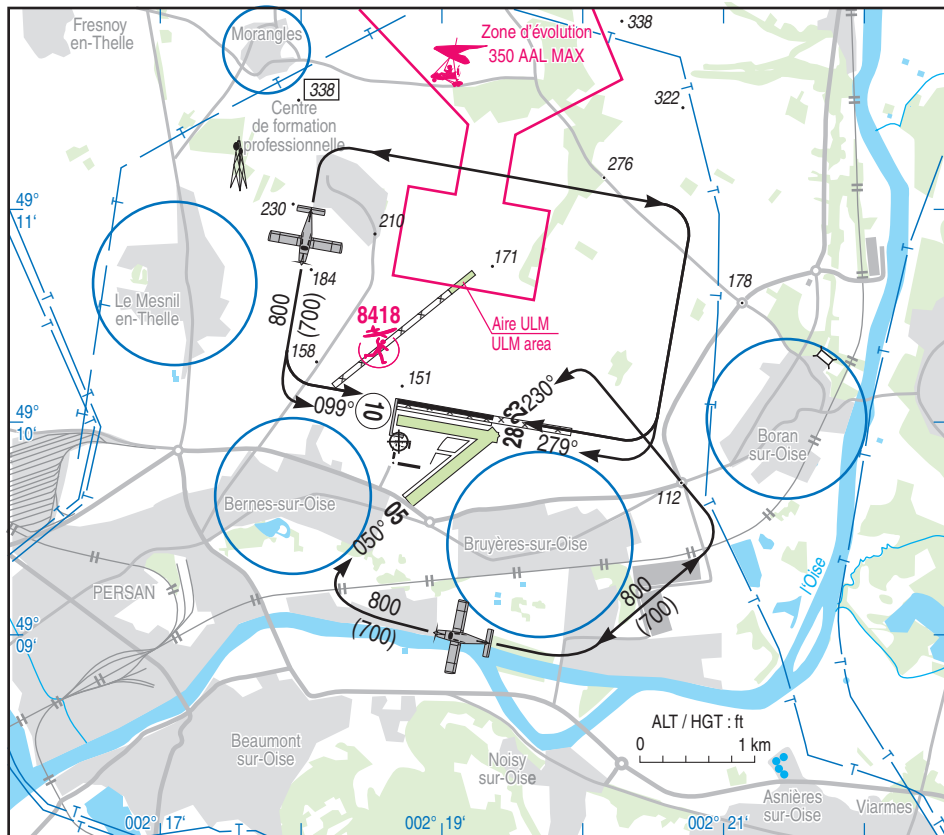 Fresnoy
en-Thelle
Morangles
Zone d'évolution
350 AAL MAX
338
338
322
Centre
de formation
professionnelle
276
49°
11'
230
210
184
171
178
Le Mesnil
en-Thelle
800
(700)
8418
Aire ULM
ULM area
158
151
099°
10
28
23
230°
279°
49°
10'
Boran
sur-Oise
112
Bernes-sur-Oise
05
050°
Bruyères-sur-Oise
PERSAN
800
(700)
800
(700)
l'Oise
49°
09'
ALT / HGT : ft
0 1 km
Beaumont
sur-Oise
Noisy
sur-Oise
Asnières
sur-Oise
Viarmes
002° 17'
002° 19'
002° 21'